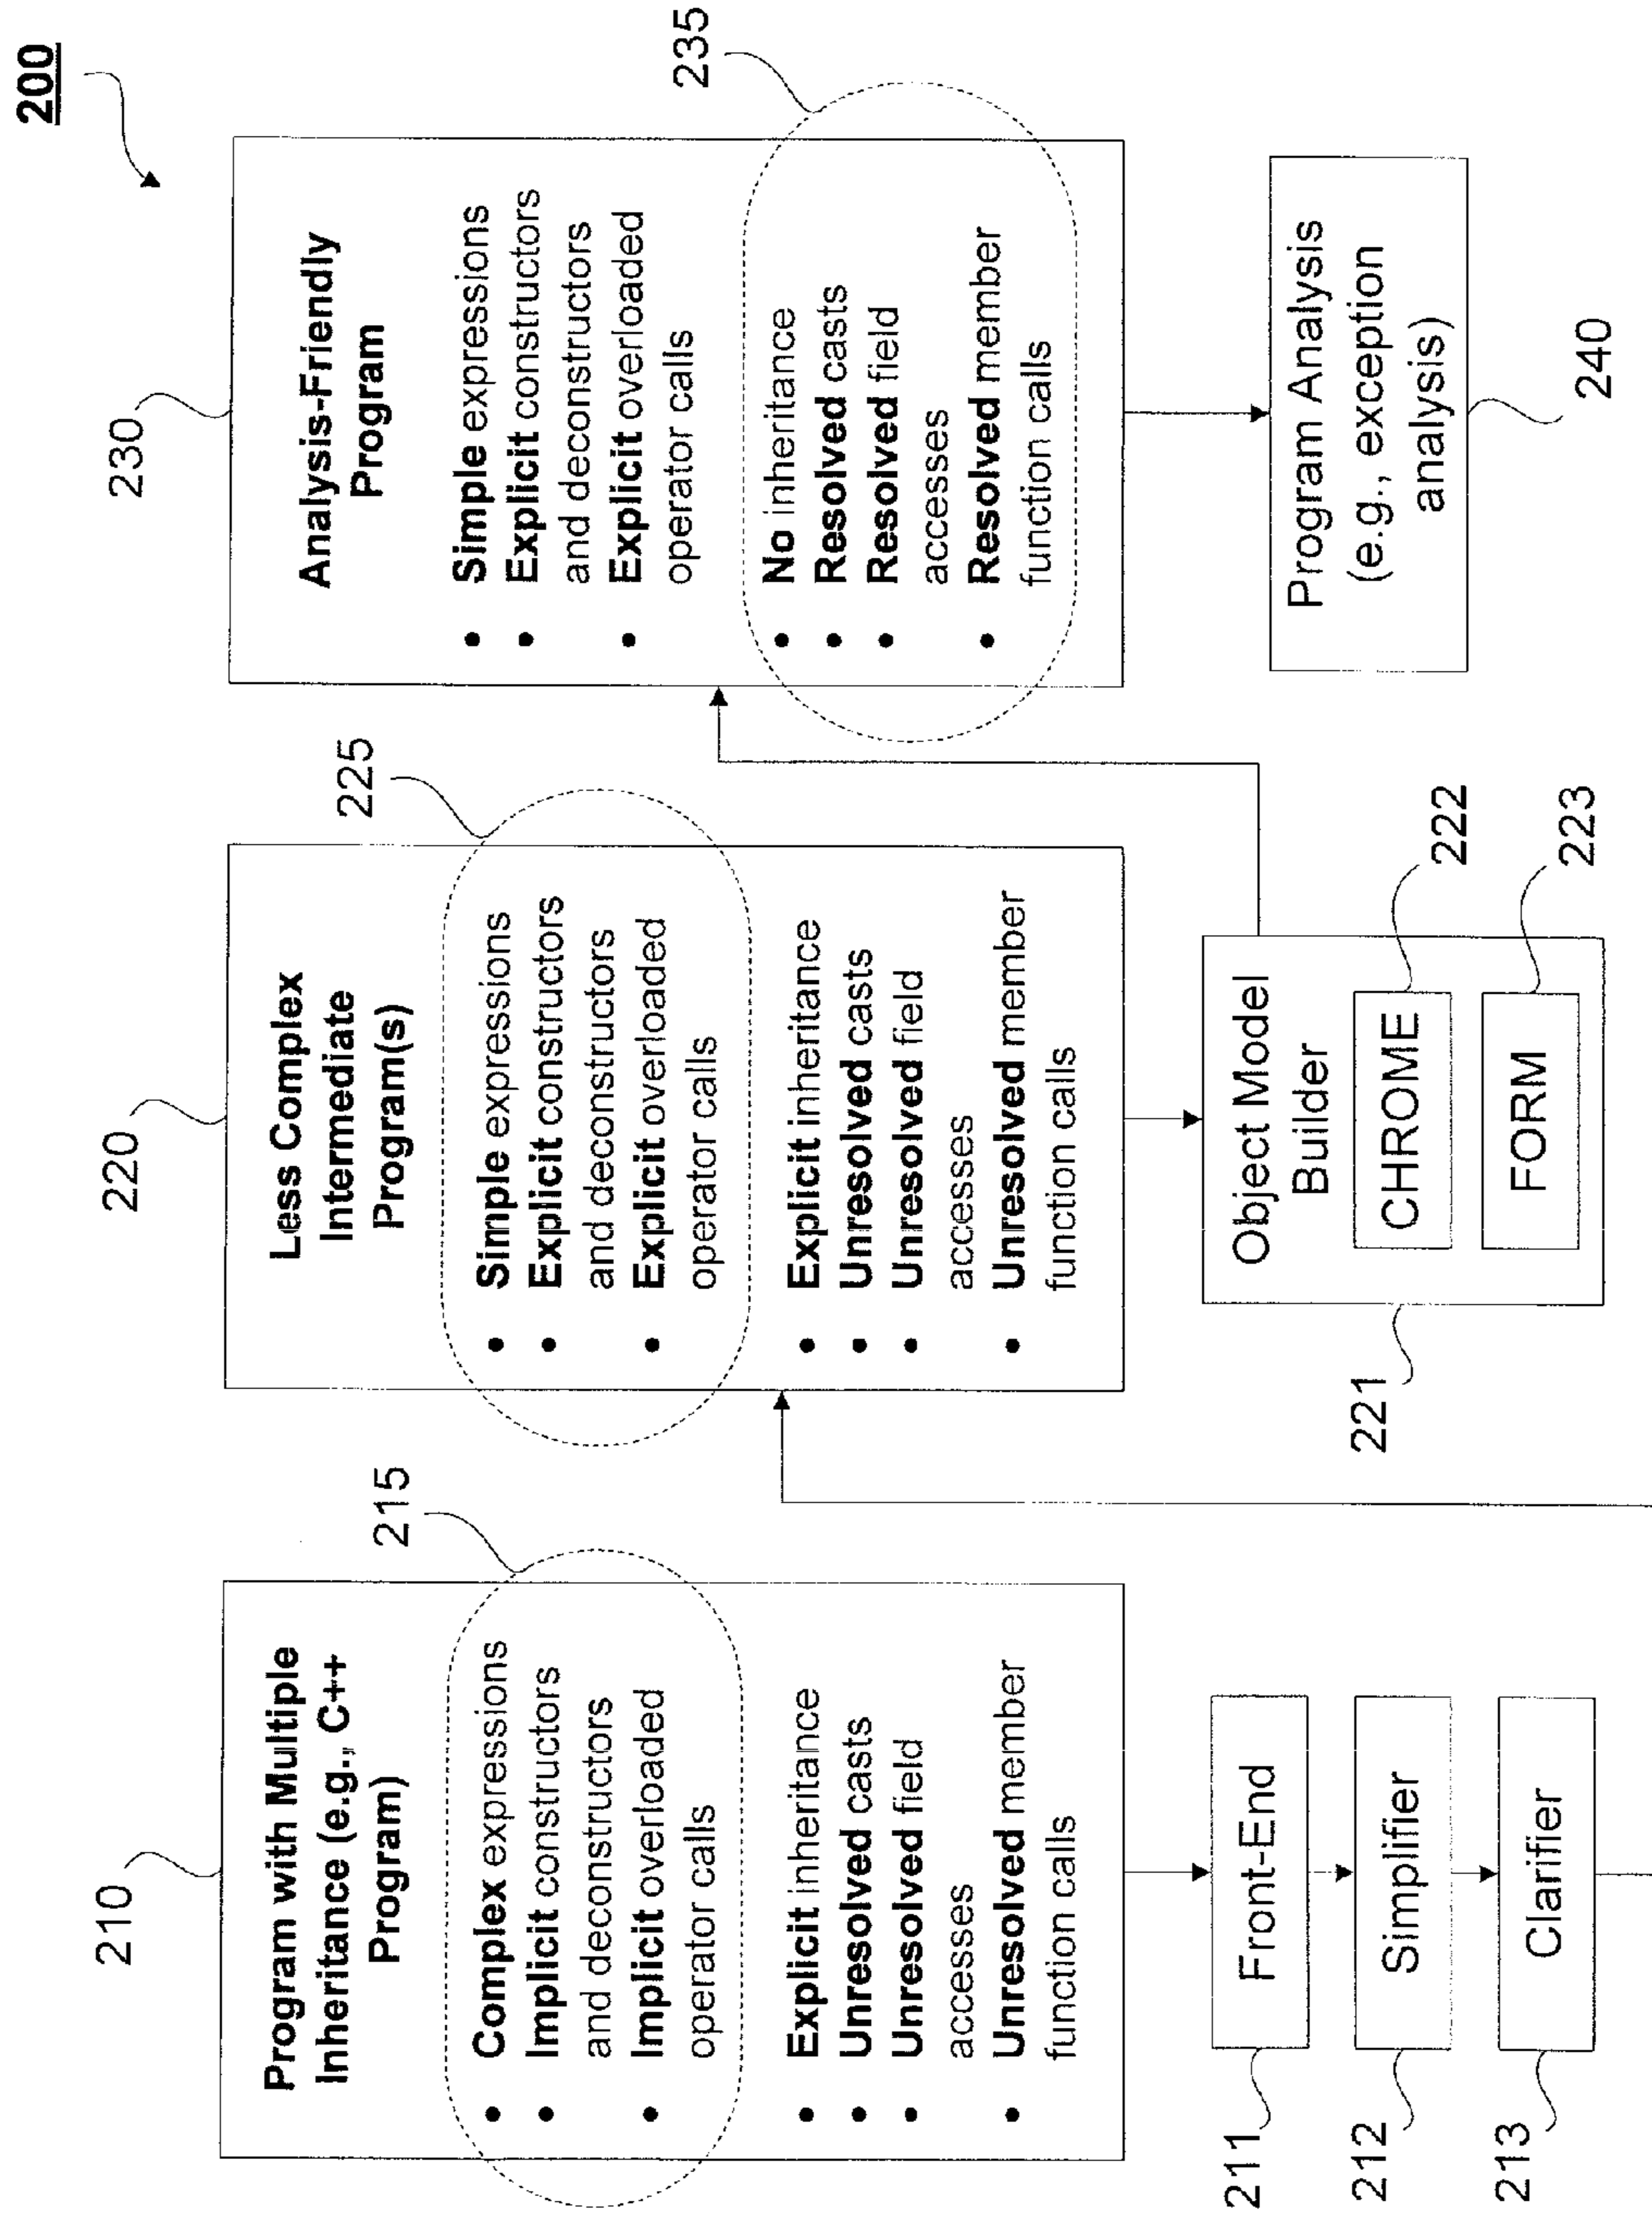 200
210
Program with Multiple
Inheritance (e.g., C++
Program)
215
• Complex expressions
• Implicit constructors
and deconstructors
• Implicit overloaded
operator calls
• Explicit inheritance
• Unresolved casts
• Unresolved field
accesses
• Unresolved member
function calls
211
Front-End
212
Simplifier
213
Clarifier
220
Less Complex
Intermediate
Program(s)
225
• Simple expressions
• Explicit constructors
and deconstructors
• Explicit overloaded
operator calls
• Explicit inheritance
• Unresolved casts
• Unresolved field
accesses
• Unresolved member
function calls
221
Object Model
Builder
CHROME
222
FORM
223
230
Analysis-Friendly
Program
• Simple expressions
• Explicit constructors
and deconstructors
• Explicit overloaded
operator calls
235
• No inheritance
• Resolved casts
• Resolved field
accesses
• Resolved member
function calls
Program Analysis
(e.g., exception
analysis)
240